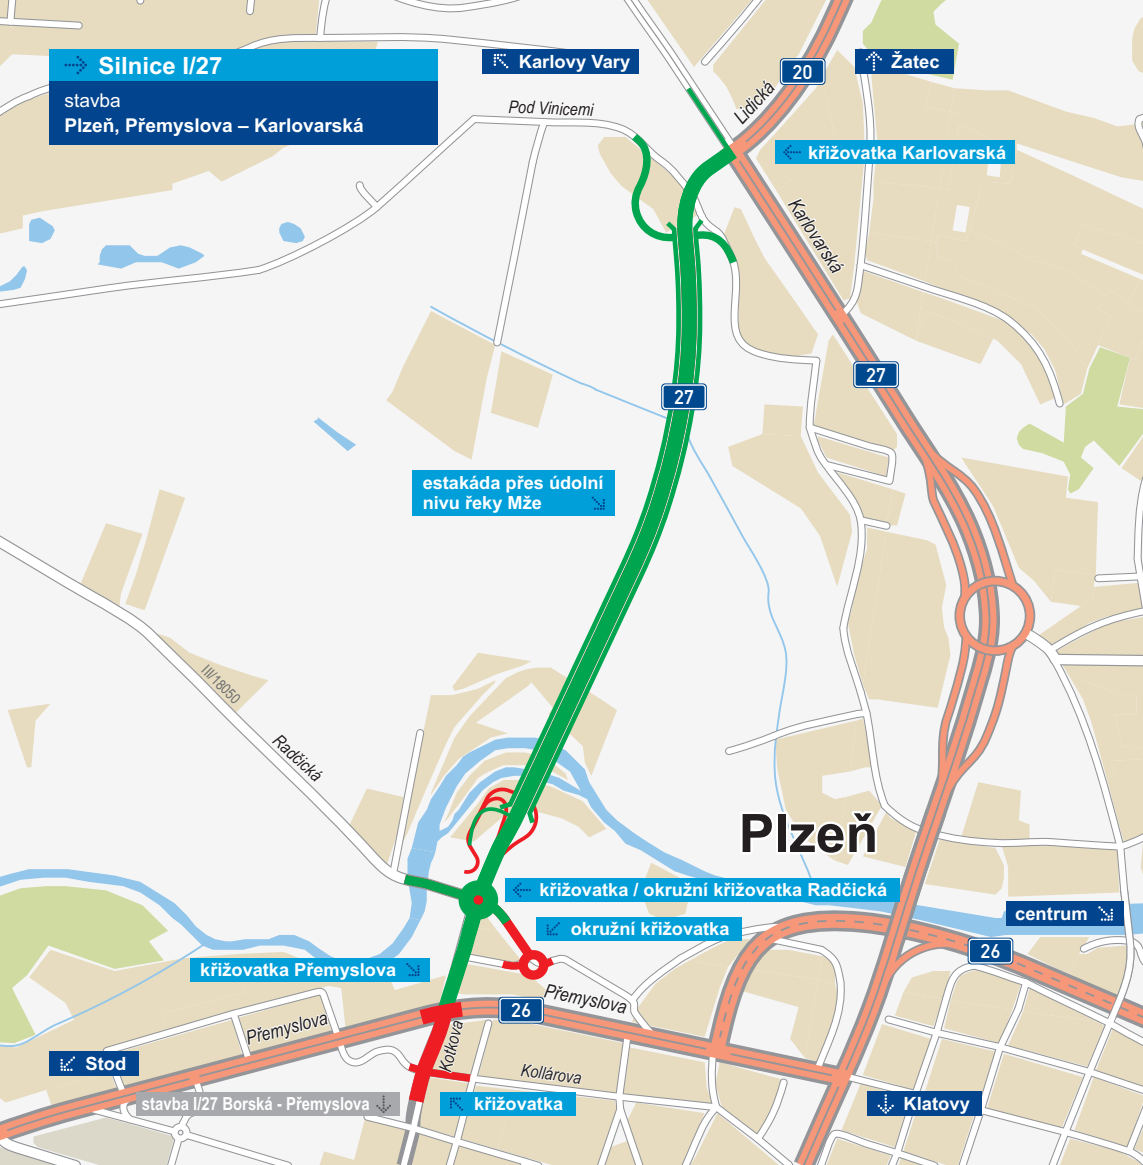 Silnice I/27
stavba
Plzeň, Přemyslova – Karlovarská
Karlovy Vary
20
Žatec
Pod Vinicemi
Lidická
křižovatka Karlovarská
Karlovarská
27
27
estakáda přes údolní
nivu řeky Mže
III/18050
Radčická
Plzeň
křižovatka / okružní křižovatka Radčická
centrum
okružní křižovatka
26
křižovatka Přemyslova
Přemyslova
26
Přemyslova
Kotkova
Stod
Kollárova
stavba I/27 Borská - Přemyslova
křižovatka
Klatovy